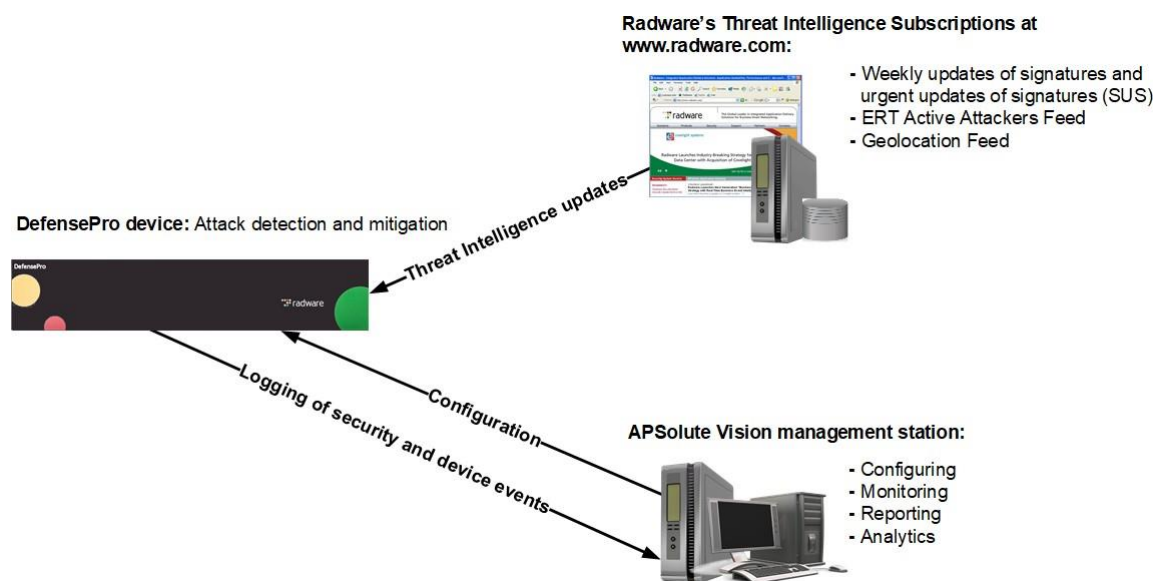 Radware’s Threat Intelligence Subscriptions at
www.radware.com:
radware
- Weekly updates of signatures and
urgent updates of signatures (SUS)
- ERT Active Attackers Feed
- Geolocation Feed
Threat Intelligence updates
DefensePro device: Attack detection and mitigation
DefensePro
radware
Configuration
Logging of security and device events
APSolute Vision management station:
- Configuring
- Monitoring
- Reporting
- Analytics